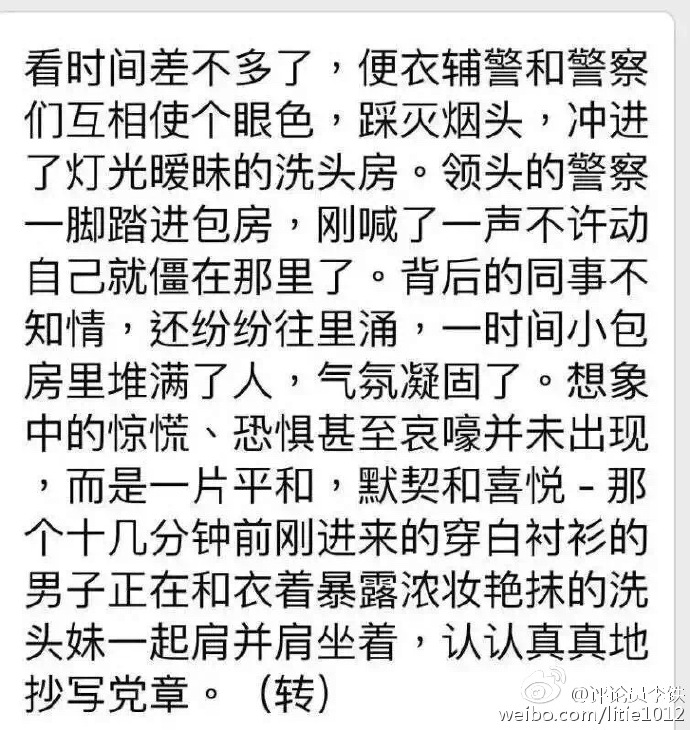 看时间差不多了，便衣辅警和警察
们互相使个眼色，踩灭烟头，冲进
了灯光暧昧的洗头房。领头的警察
一脚踏进包房，刚喊了一声不许动
自己就僵在那里了。背后的同事不
知情，还纷纷往里涌，一时间小包
房里堆满了人，气氛凝固了。想象
中的惊慌、恐惧甚至哀嚎并未出现
，而是一片平和，默契和喜悦－那
个十几分钟前刚进来的穿白衬衫的
男子正在和衣着暴露浓妆艳抹的洗
头妹一起肩并肩坐着，认认真真地
抄写党章。（转）
@评论员李铁
weibo.com/litie1012